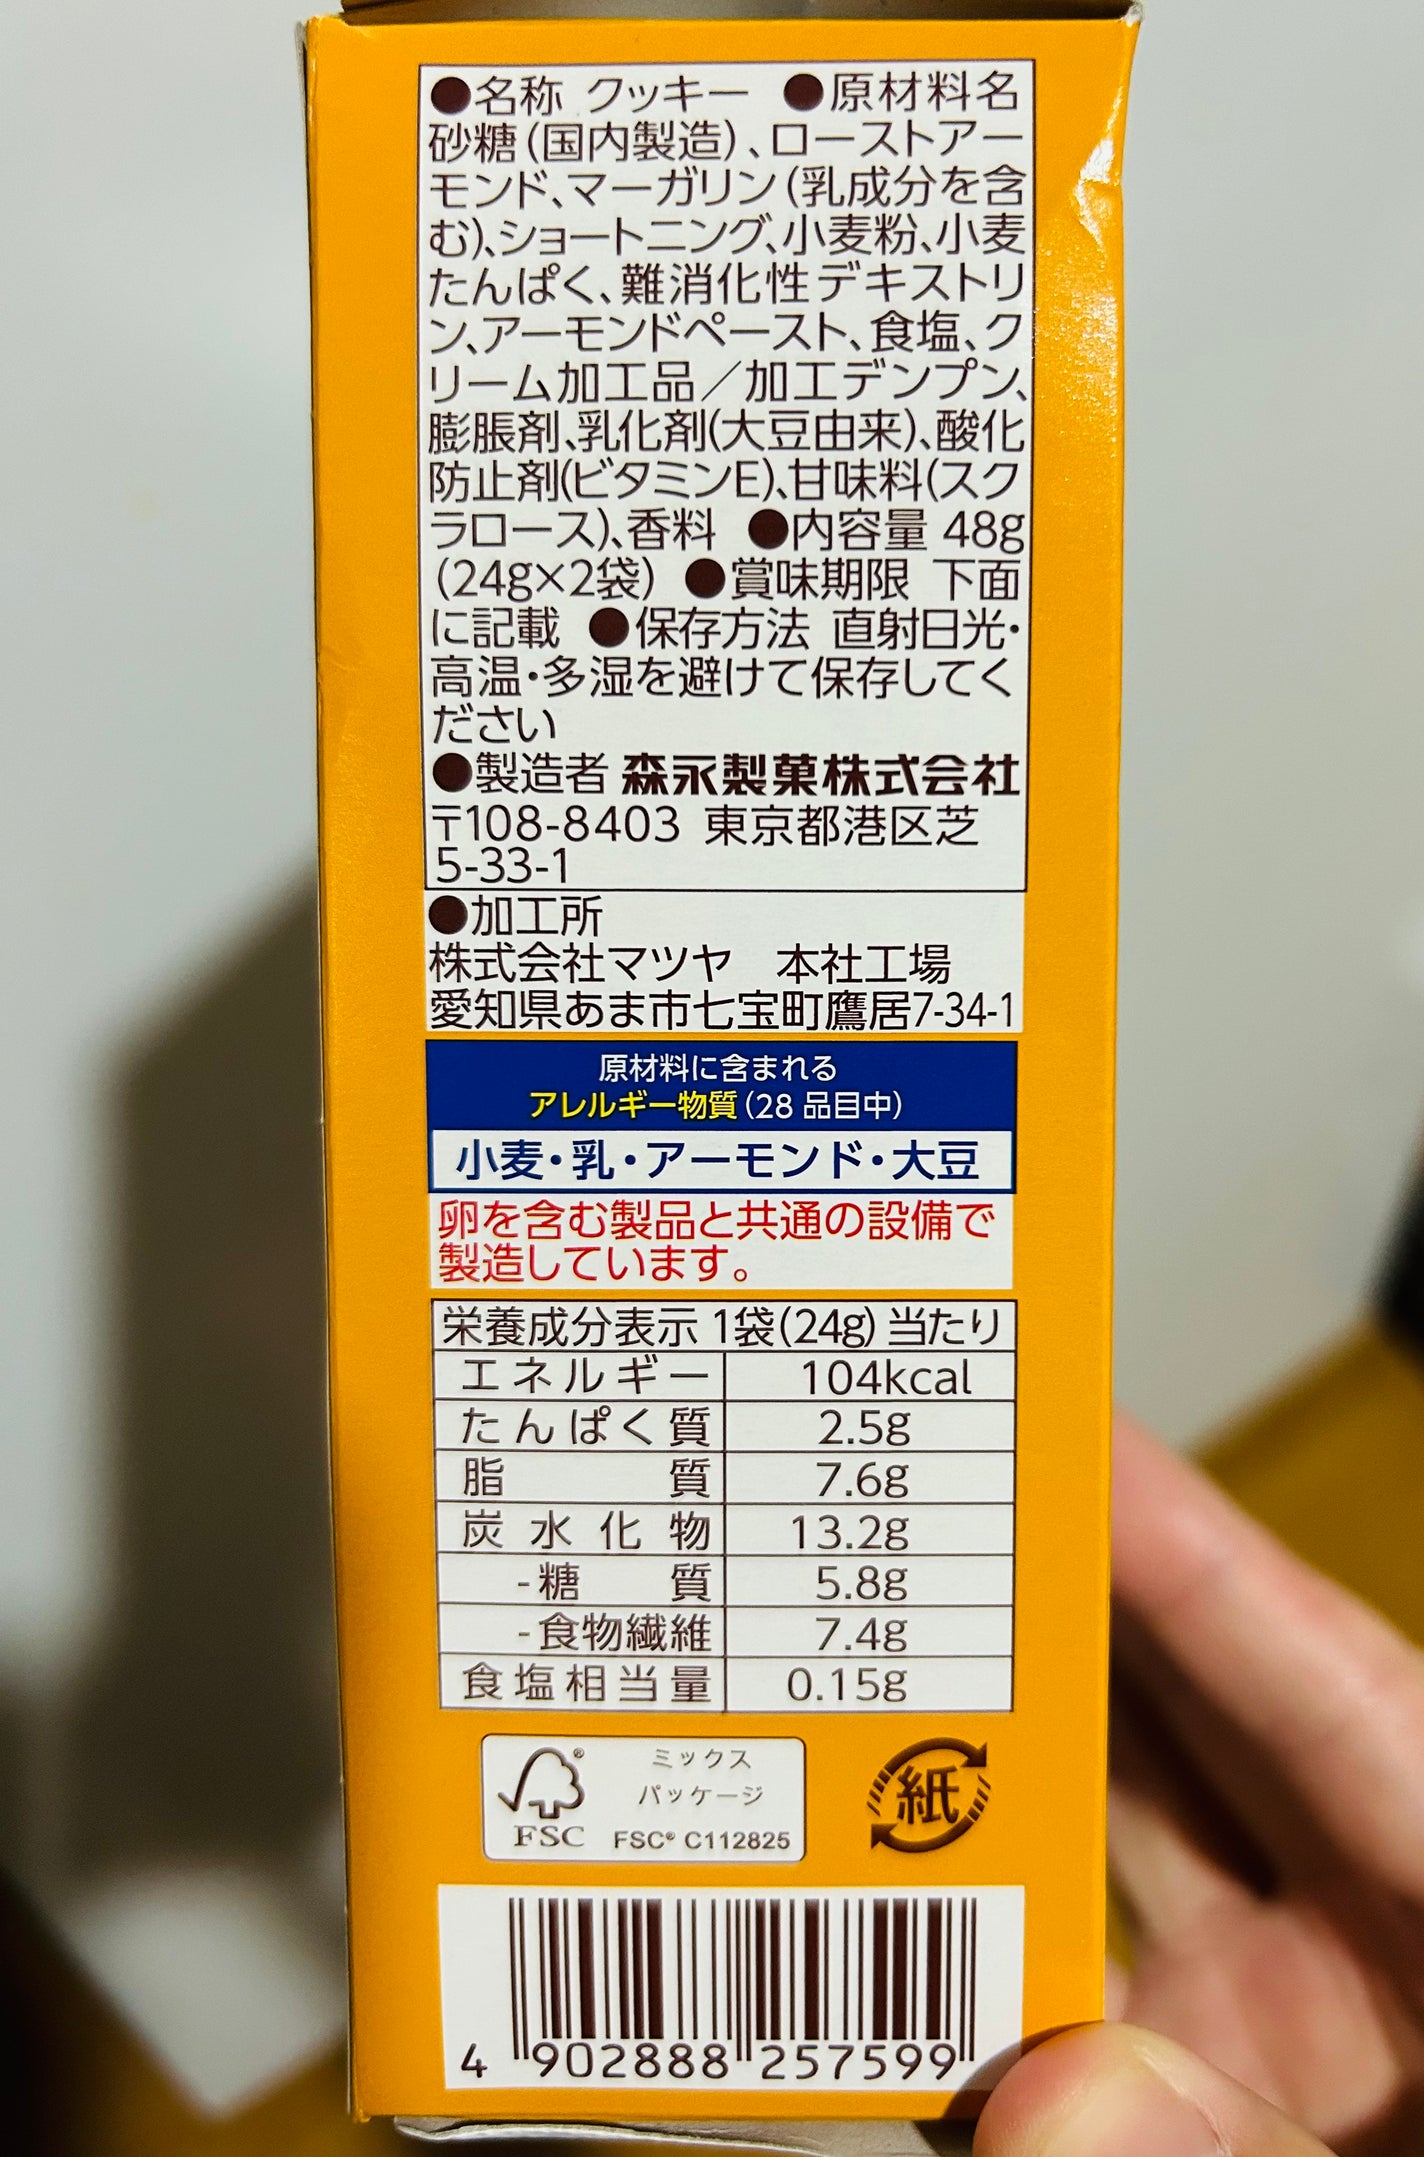 ●名称 クッキー ●原材料名
砂糖(国内製造)、ローストアー
モンド、マーガリン(乳成分を含
む)、ショートニング、小麦粉、小麦
たんぱく、難消化性デキストリ
ン、アーモンドペースト、食塩、ク
リーム加工品／加工デンプン、
膨脹剤、乳化剤(大豆由来)、酸化
防止剤(ビタミンE)、甘味料(スク
ラロース)、香料 ●内容量 48g
(24g×2袋) ●賞味期限 下面
に記載 ●保存方法 直射日光・
高温・多湿を避けて保存してく
ださい
●製造者 森永製菓株式会社
〒108-8403 東京都港区芝
5-33-1
●加工所
株式会社マツヤ 本社工場
愛知県あま市七宝町鷹居7-34-1
原材料に含まれる
アレルギー物質(28品目中)
小麦・乳・アーモンド・大豆
卵を含む製品と共通の設備で
製造しています。
栄養成分表示 1袋(24g)当たり
エネルギー 104kcal
たんぱく質 2.5g
脂質 7.6g
炭水化物 13.2g
-糖質 5.8g
-食物繊維 7.4g
食塩相当量 0.15g
ミックス
パッケージ
FSC FSC® C112825
紙
4 902888 257599